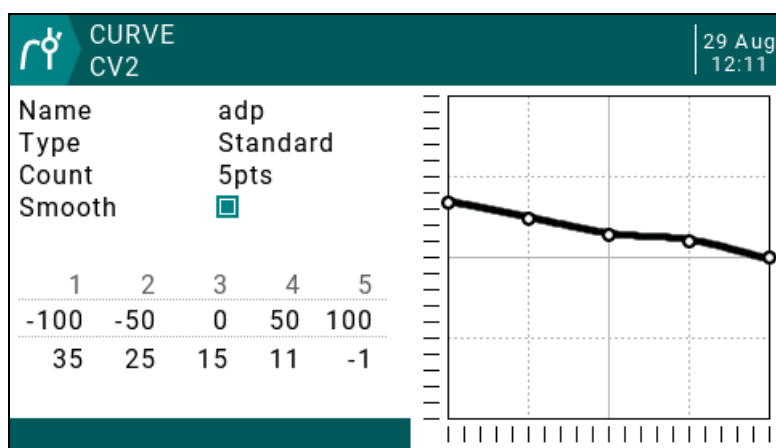 CURVE
CV2
29 Aug
12:11
Name adp
Type Standard
Count 5pts
Smooth
1 2 3 4 5
-100 -50 0 50 100
35 25 15 11 -1